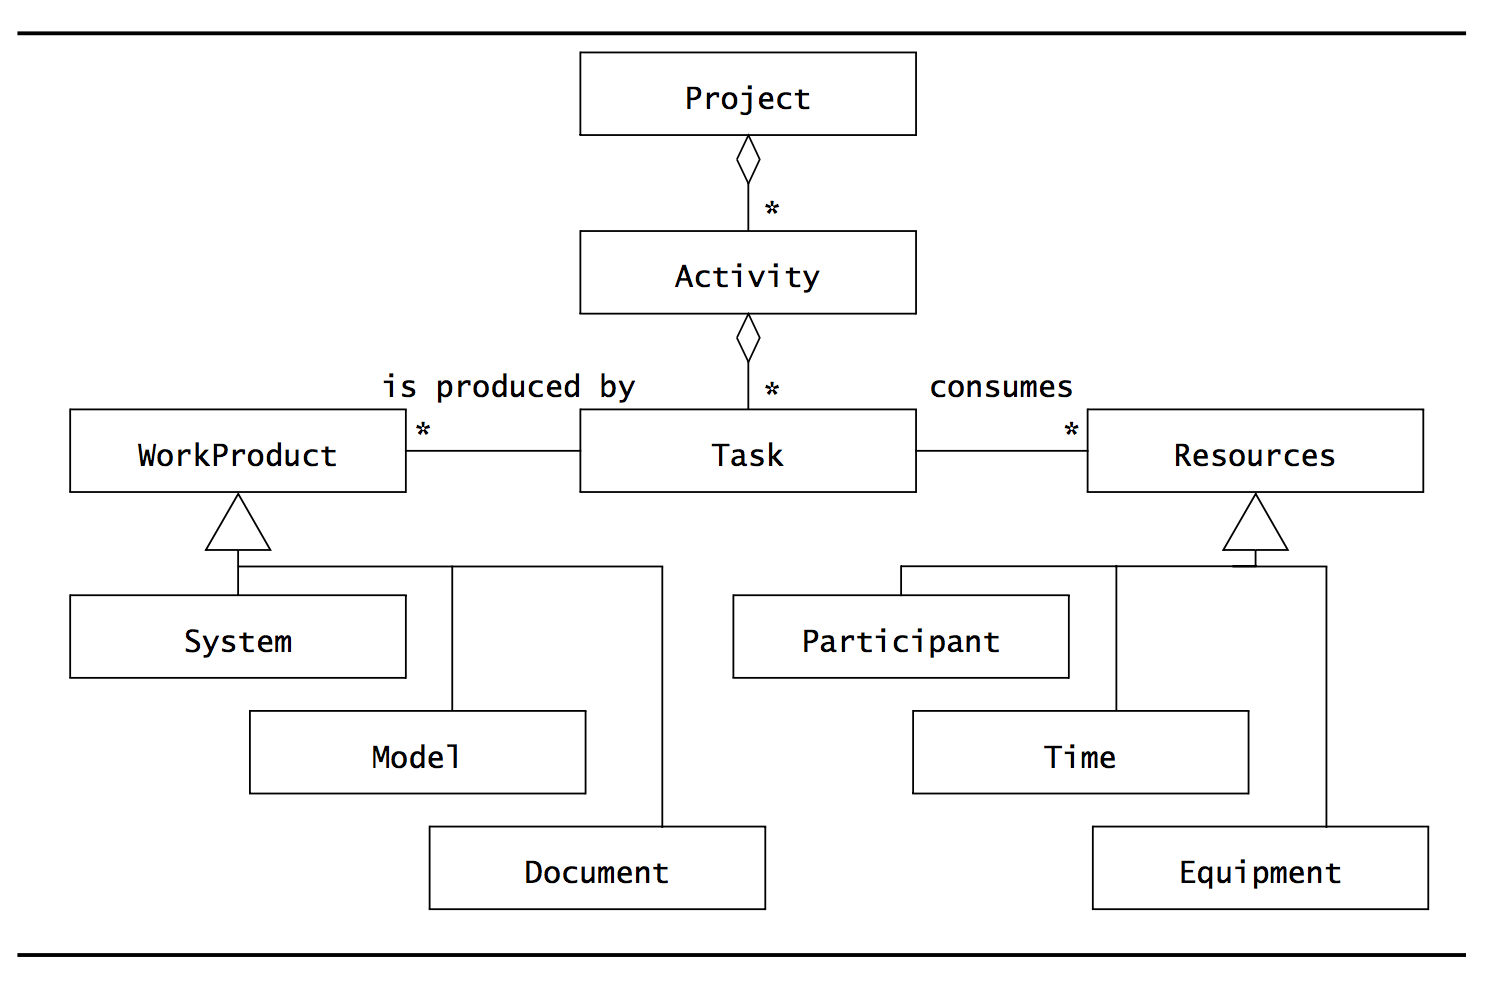 Project
*
Activity
*
is produced by
consumes
*
*
WorkProduct
Task
Resources
System
Participant
Model
Time
Document
Equipment